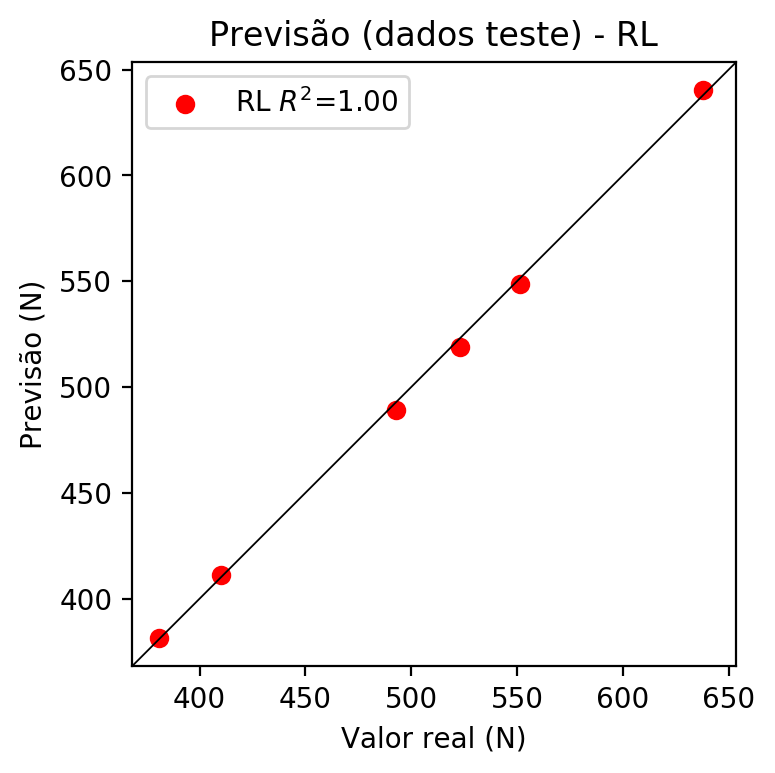 Previsão (dados teste) - RL
RL R²=1.00
Previsão (N)
650
600
550
500
450
400
400 450 500 550 600 650
Valor real (N)